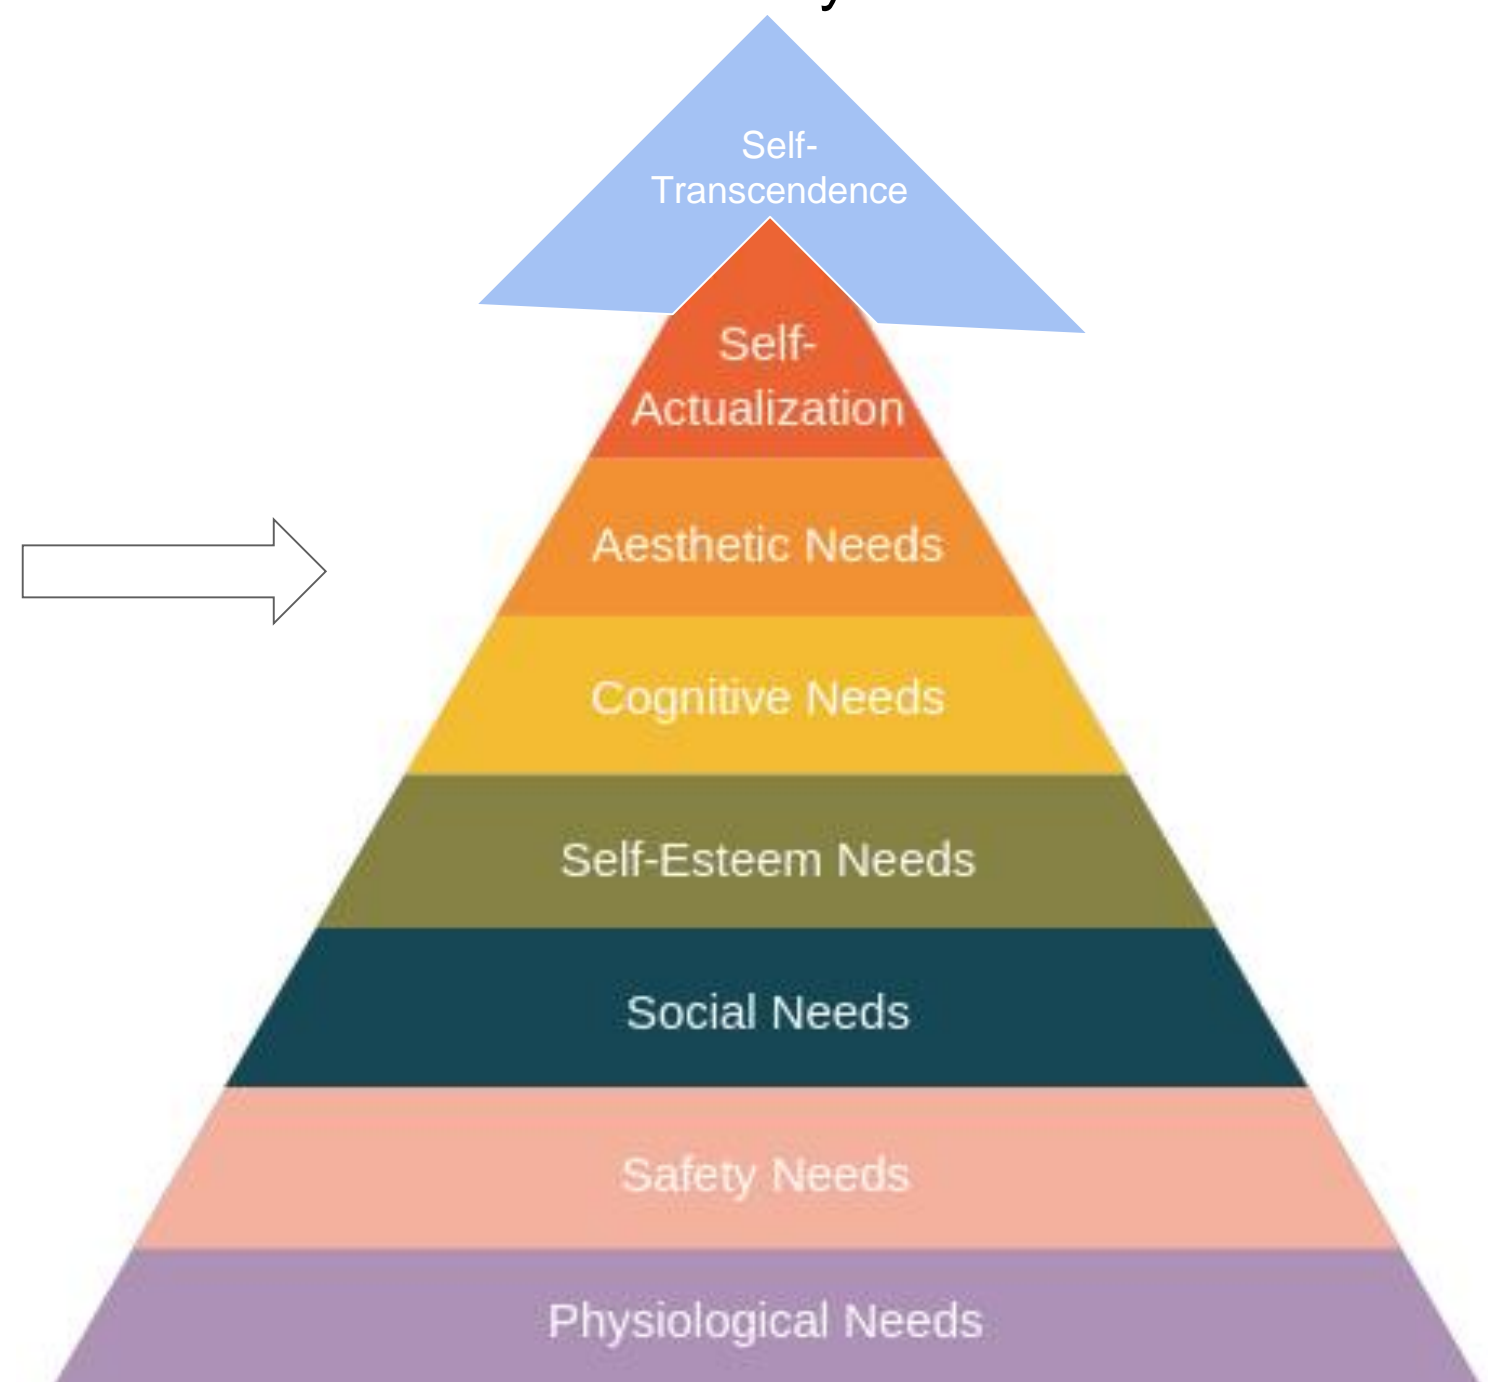 Self-
Transcendence
Self-
Actualization
Aesthetic Needs
Cognitive Needs
Self-Esteem Needs
Social Needs
Safety Needs
Physiological Needs